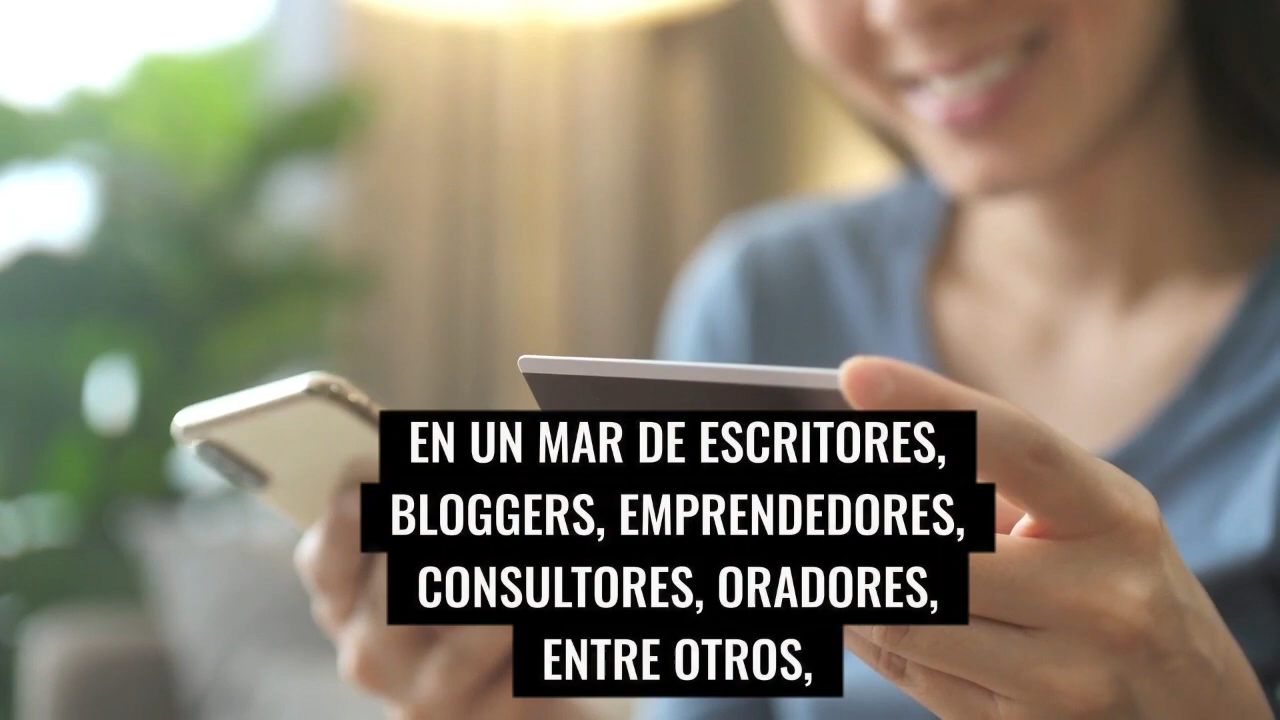 EN UN MAR DE ESCRITORES,
BLOGGERS, EMPRENDEDORES,
CONSULTORES, ORADORES,
ENTRE OTROS,